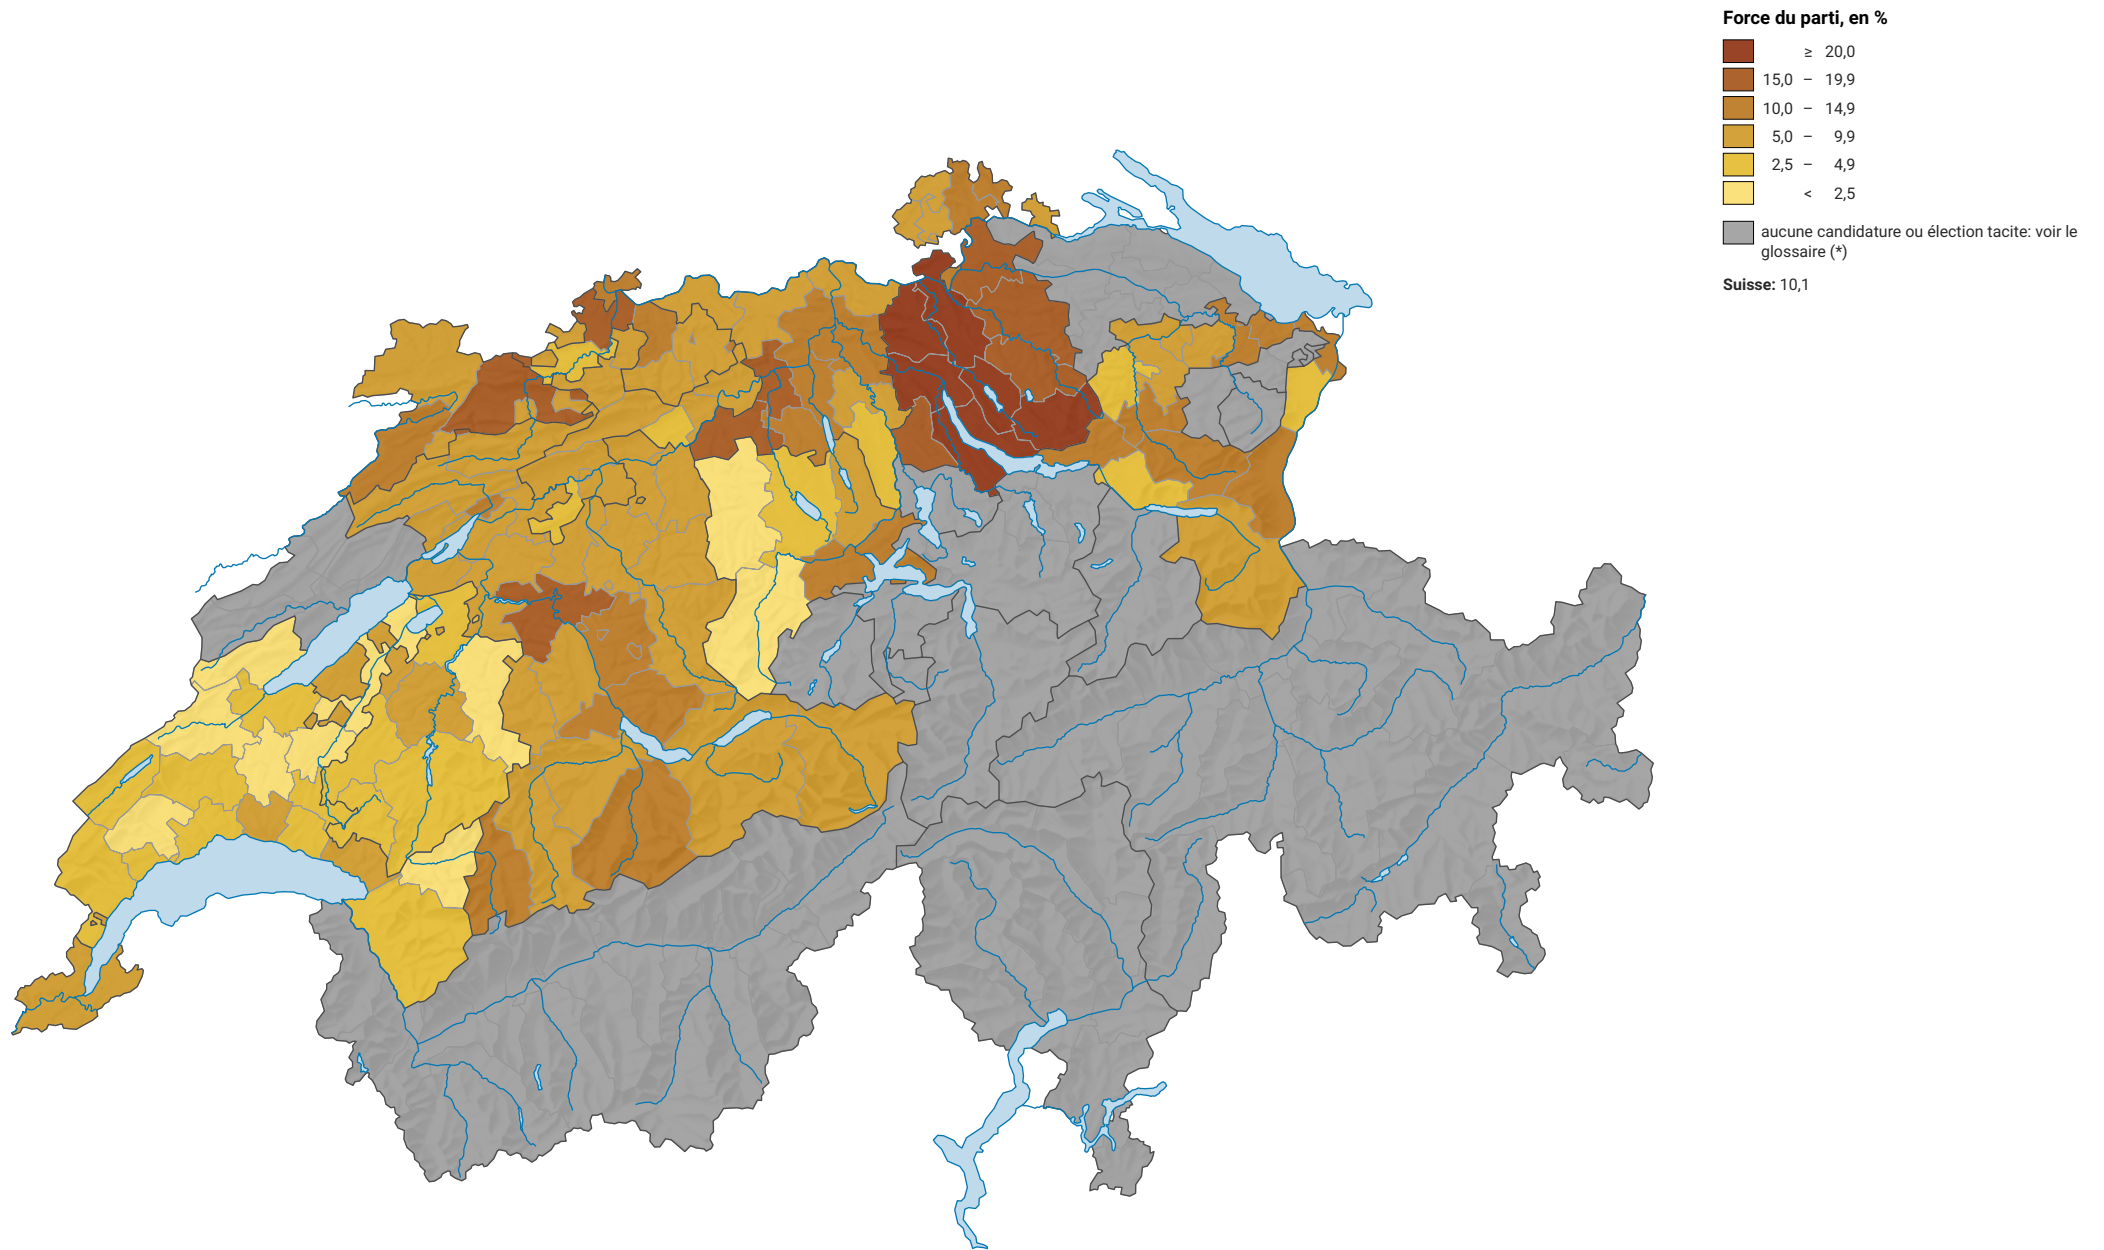 Force du parti, en %
≥ 20,0
15,0 – 19,9
10,0 – 14,9
5,0 – 9,9
2,5 – 4,9
< 2,5
aucune candidature ou élection tacite: voir le
glossaire (*)
Suisse: 10,1